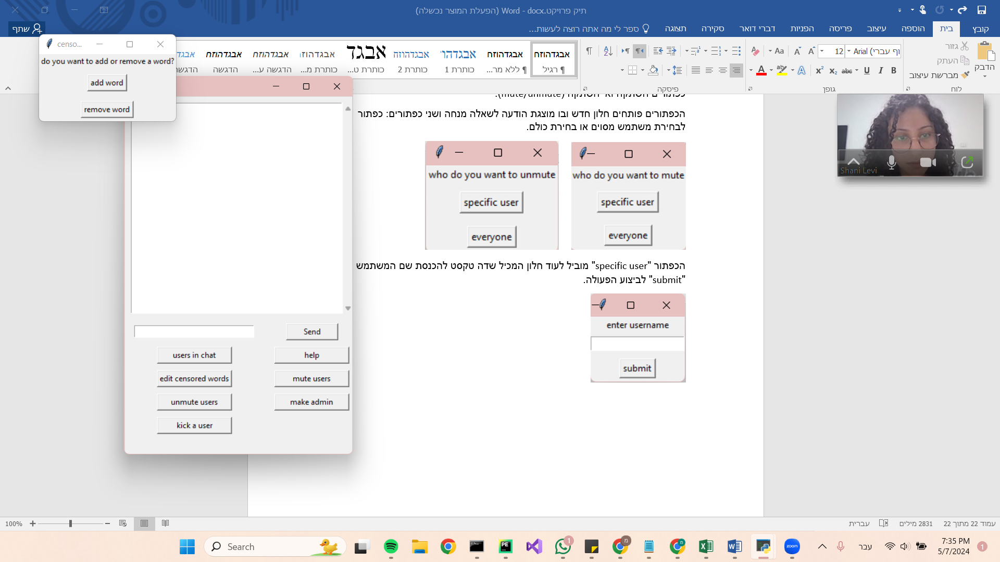 תיק פרויקט.docx - Word (הפעלת המוצר נכשלה)
קובץ
בית
הוספה
עיצוב
פריסה
הפניות
דברי דואר
סקירה
תצוגה
ספר לי מה אתה רוצה לעשות...
שתף
גזור
העתק
מברשת עיצוב
הדבק
לוח
גוף עברי) Arial
12
Aa
גופן
פיסקה
אבגדהוזח
¶ רגיל
אבגדהוזח
¶ ללא מר...
אבגדהו
כותרת 1
אבגדהוזח
כותרת 2
אבגד
כותרת ט...
אבגדהוזו
כותרת מ...
אבגדהוזח
הדגשה ע...
אבגדהוזח
הדגשה
censo...
do you want to add or remove a word?
add word
remove word
Send
users in chat
help
edit censored words
mute users
unmute users
make admin
kick a user
הכפתורים פותחים חלון חדש ובו מוצגת הודעה לשאלה מנחה ושני כפתורים: כפתור
לבחירת משתמש מסוים או בחירת כולם.
who do you want to unmute
specific user
everyone
who do you want to mute
specific user
everyone
הכפתור "specific user" מוביל לעוד חלון המכיל שדה טקסט להכנסת שם המשתמש
"submit" לביצוע הפעולה.
enter username
submit
Shani Levi
עמוד 22 מתוך 22
2831 מילים
עברית
100%
Search
עבר
7:35 PM
5/7/2024
1